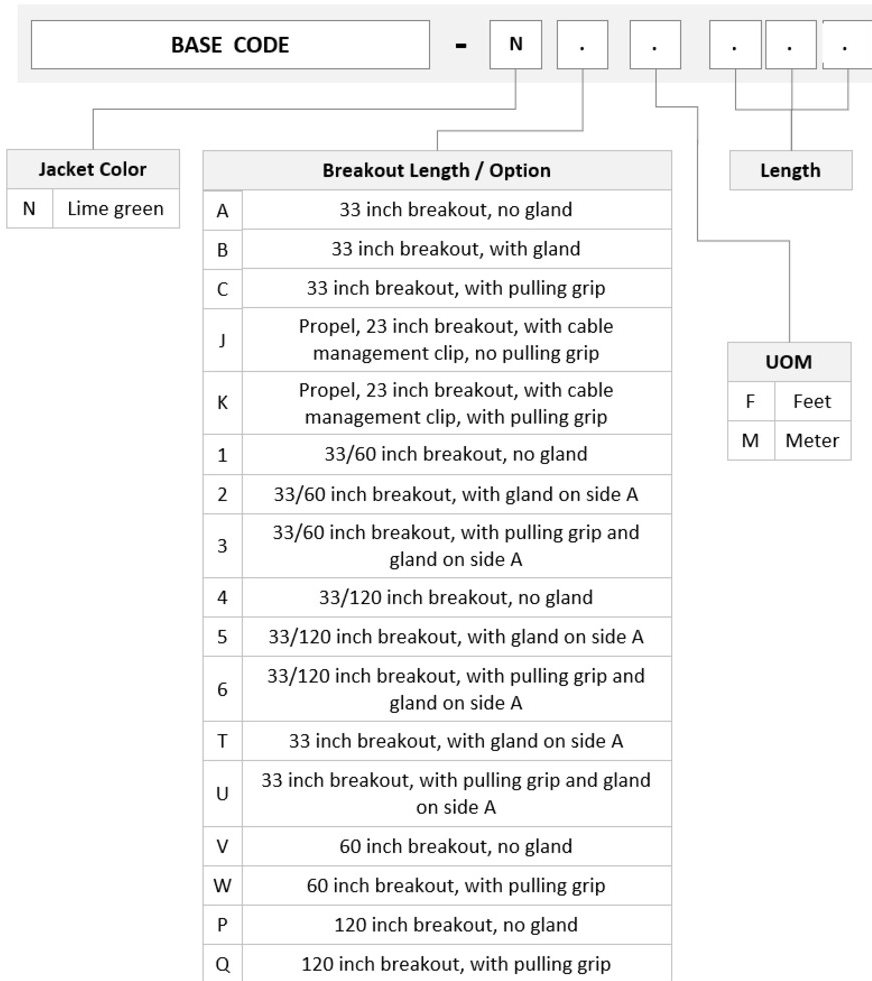 BASE CODE - N . . . . .
Jacket Color
N Lime green
Breakout Length / Option
A 33 inch breakout, no gland
B 33 inch breakout, with gland
C 33 inch breakout, with pulling grip
J Propel, 23 inch breakout, with cable
management clip, no pulling grip
K Propel, 23 inch breakout, with cable
management clip, with pulling grip
1 33/60 inch breakout, no gland
2 33/60 inch breakout, with gland on side A
3 33/60 inch breakout, with pulling grip and
gland on side A
4 33/120 inch breakout, no gland
5 33/120 inch breakout, with gland on side A
6 33/120 inch breakout, with pulling grip and
gland on side A
T 33 inch breakout, with gland on side A
U 33 inch breakout, with pulling grip and gland
on side A
V 60 inch breakout, no gland
W 60 inch breakout, with pulling grip
P 120 inch breakout, no gland
Q 120 inch breakout, with pulling grip
Length
UOM
F Feet
M Meter